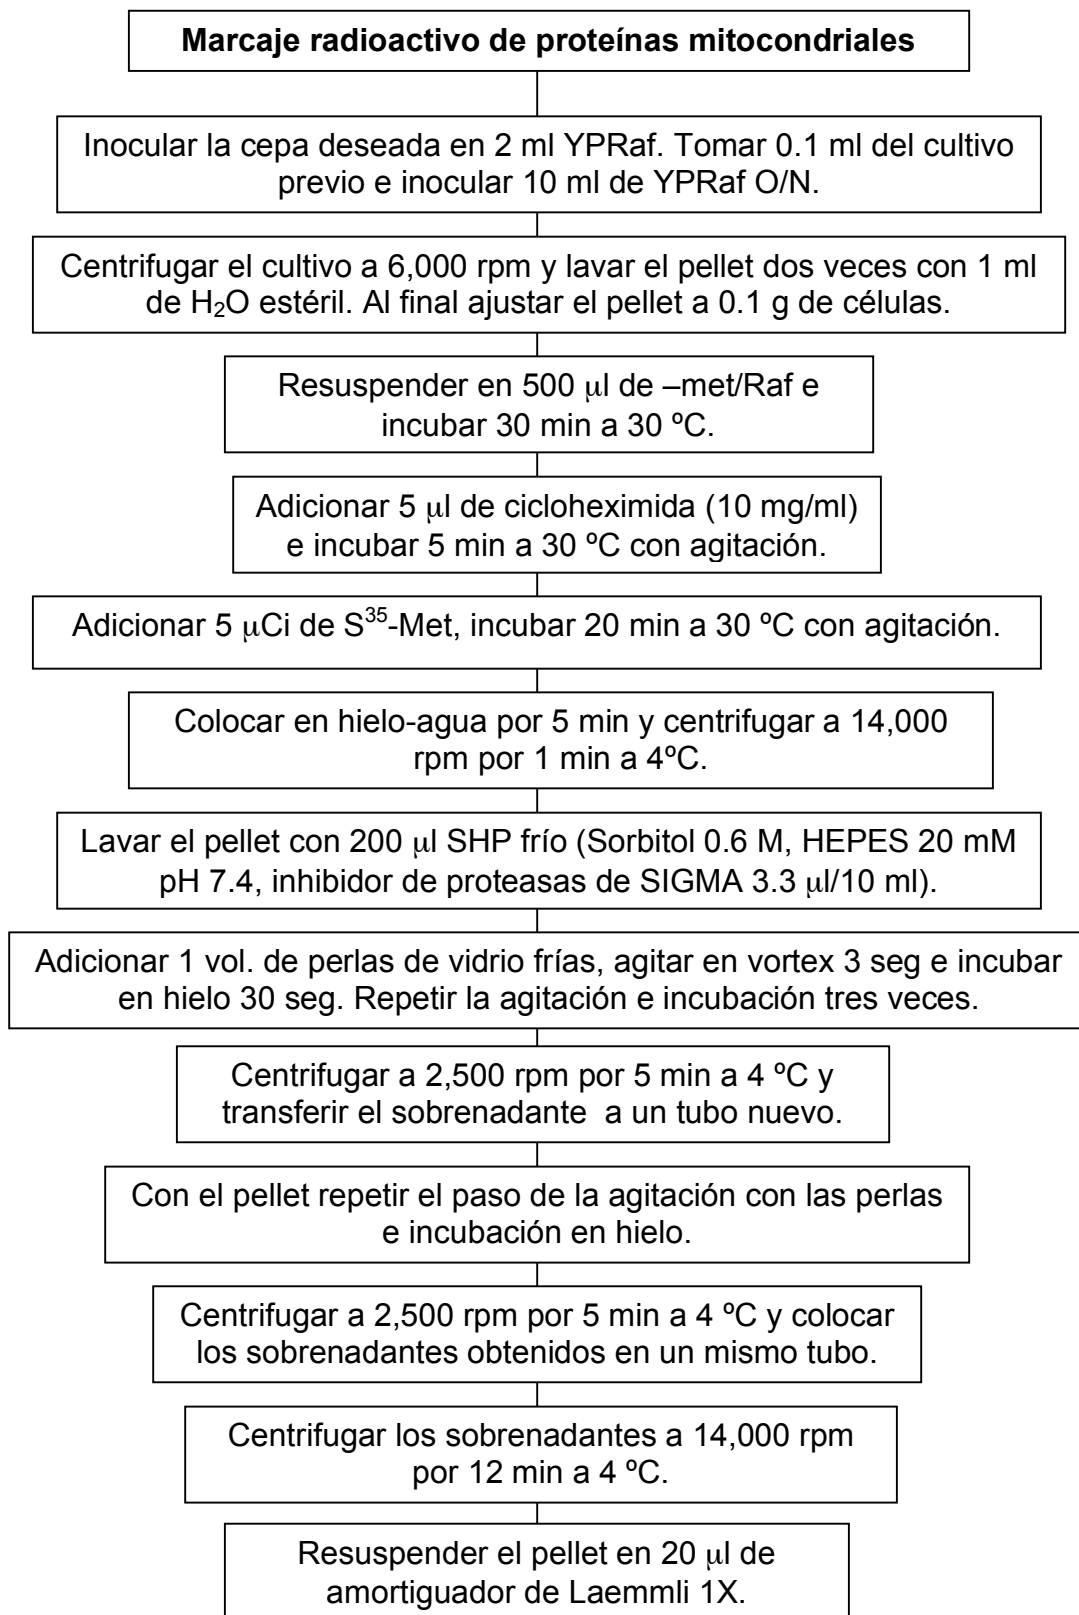 Marcaje radioactivo de proteínas mitocondriales
Inocular la cepa deseada en 2 ml YPRaf. Tomar 0.1 ml del cultivo
previo e inocular 10 ml de YPRaf O/N.
Centrifugar el cultivo a 6,000 rpm y lavar el pellet dos veces con 1 ml
de H₂O estéril. Al final ajustar el pellet a 0.1 g de células.
Resuspender en 500 μl de –met/Raf e
incubar 30 min a 30 ºC.
Adicionar 5 μl de cicloheximida (10 mg/ml)
e incubar 5 min a 30 ºC con agitación.
Adicionar 5 μCi de S³⁵-Met, incubar 20 min a 30 ºC con agitación.
Colocar en hielo-agua por 5 min y centrifugar a 14,000
rpm por 1 min a 4ºC.
Lavar el pellet con 200 μl SHP frío (Sorbitol 0.6 M, HEPES 20 mM
pH 7.4, inhibidor de proteasas de SIGMA 3.3 μl/10 ml).
Adicionar 1 vol. de perlas de vidrio frías, agitar en vortex 3 seg e incubar
en hielo 30 seg. Repetir la agitación e incubación tres veces.
Centrifugar a 2,500 rpm por 5 min a 4 ºC y
transferir el sobrenadante a un tubo nuevo.
Con el pellet repetir el paso de la agitación con las perlas
e incubación en hielo.
Centrifugar a 2,500 rpm por 5 min a 4 ºC y colocar
los sobrenadantes obtenidos en un mismo tubo.
Centrifugar los sobrenadantes a 14,000 rpm
por 12 min a 4 ºC.
Resuspender el pellet en 20 μl de
amortiguador de Laemmli 1X.